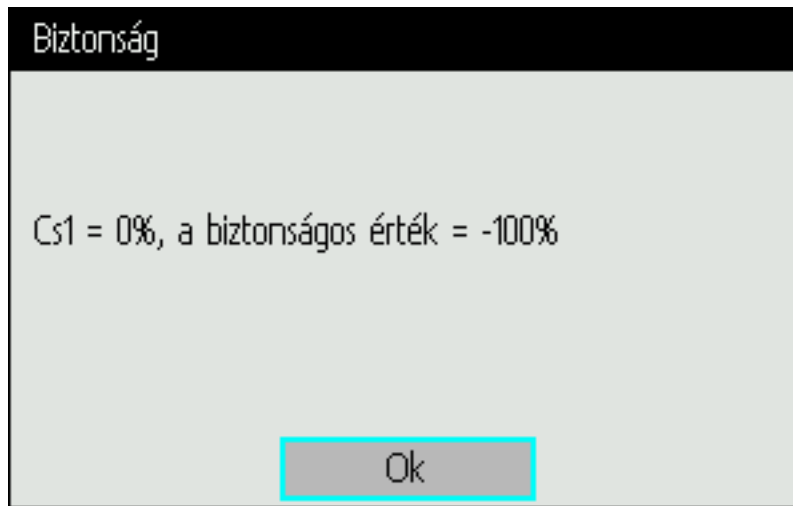 Biztonság
Cs1 = 0%, a biztonságos érték = -100%
Ok